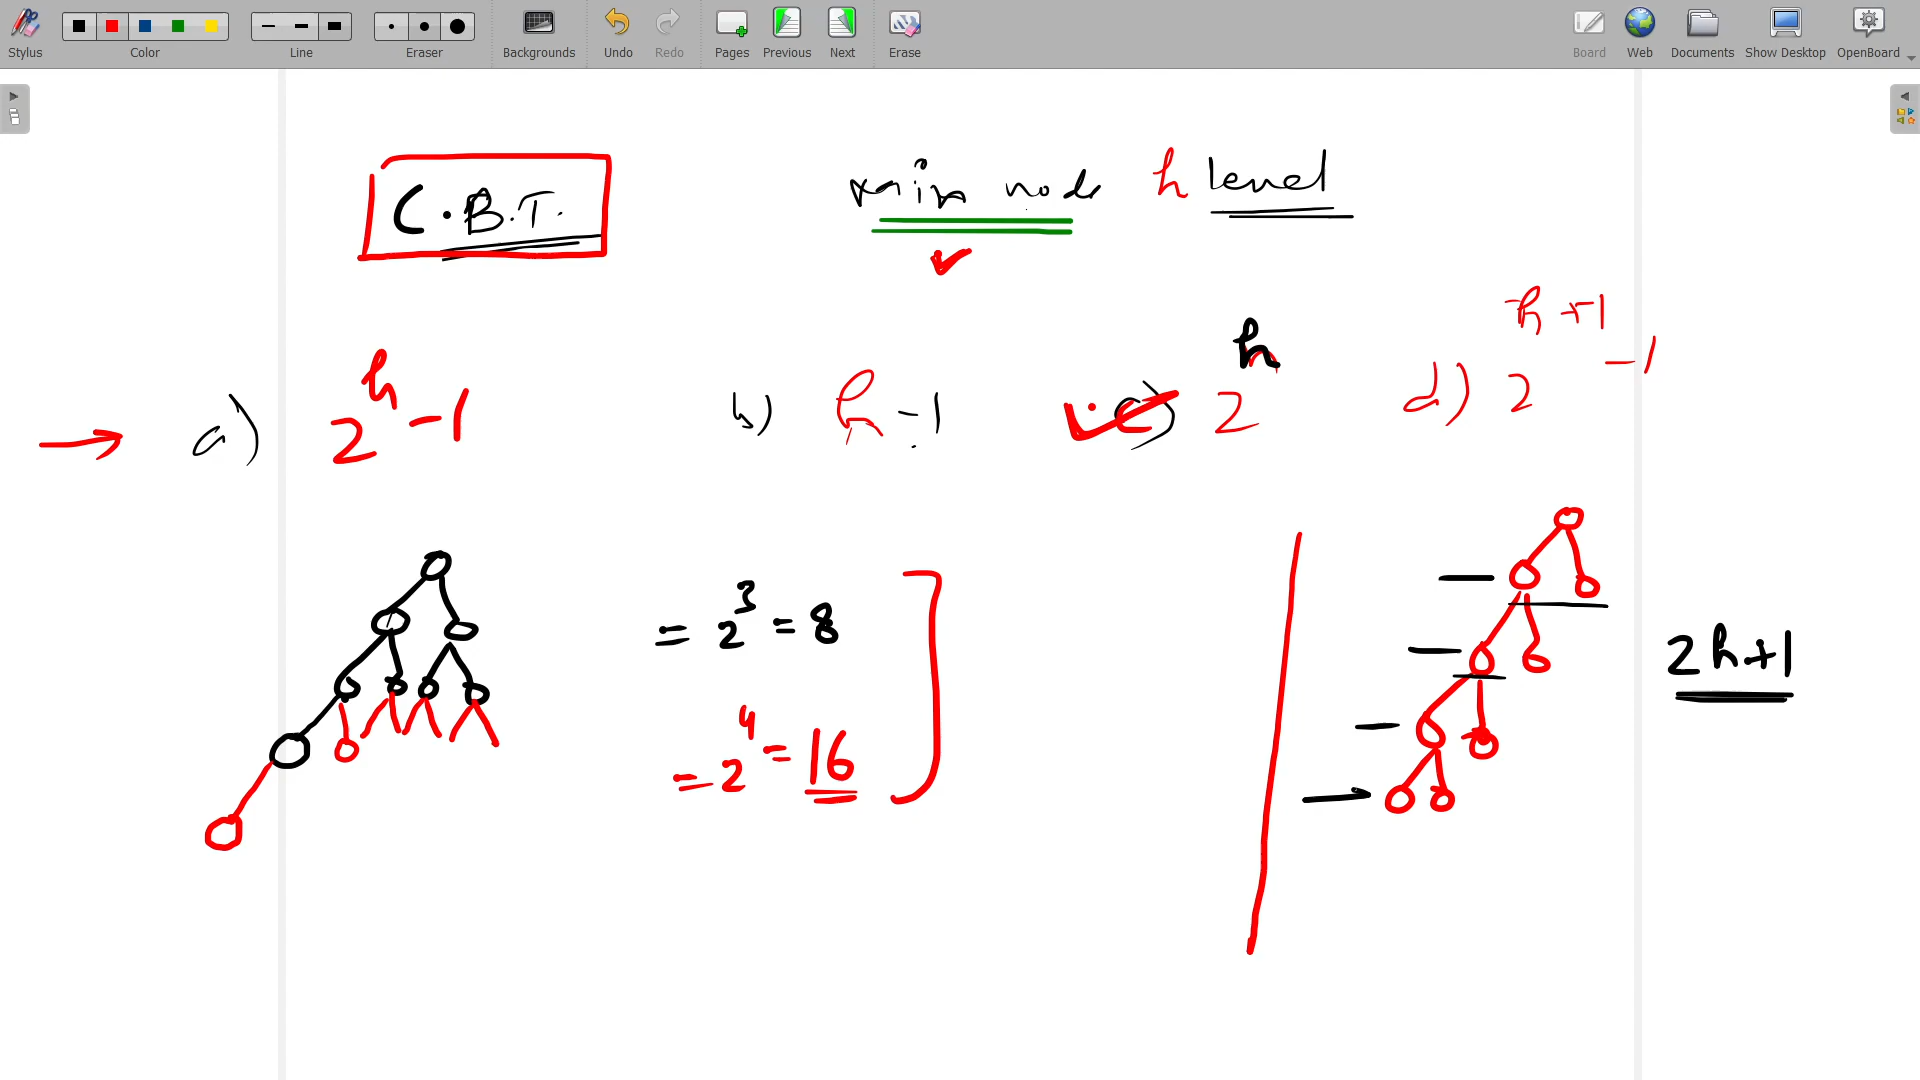 Stylus Color Line Eraser Backgrounds Undo Redo Pages Previous Next Erase Board Web Documents Show Desktop OpenBoard
C.B.T. min node h level
a) 2^h - 1 b) h - 1 c) 2^h d) 2^h+1 - 1
= 2^3 = 8
= 2^4 = 16
2h+1